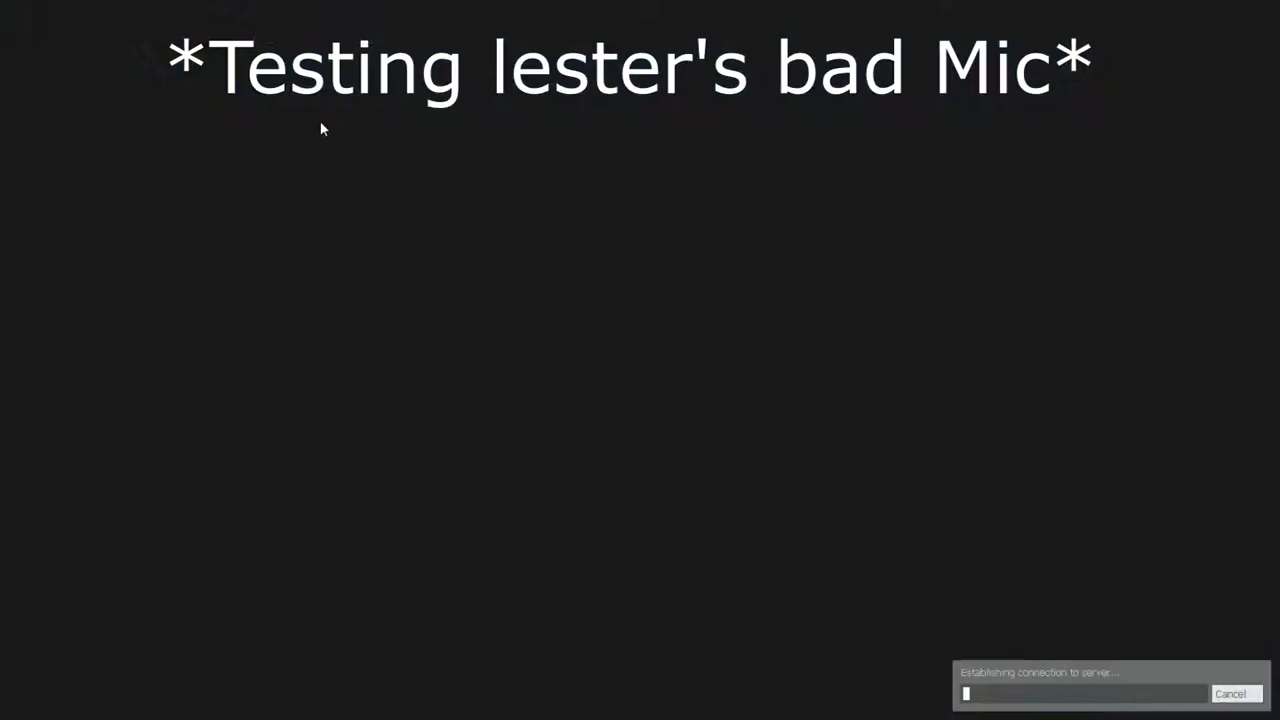 *Testing lester's bad Mic*
Establishing connection to server...
Cancel